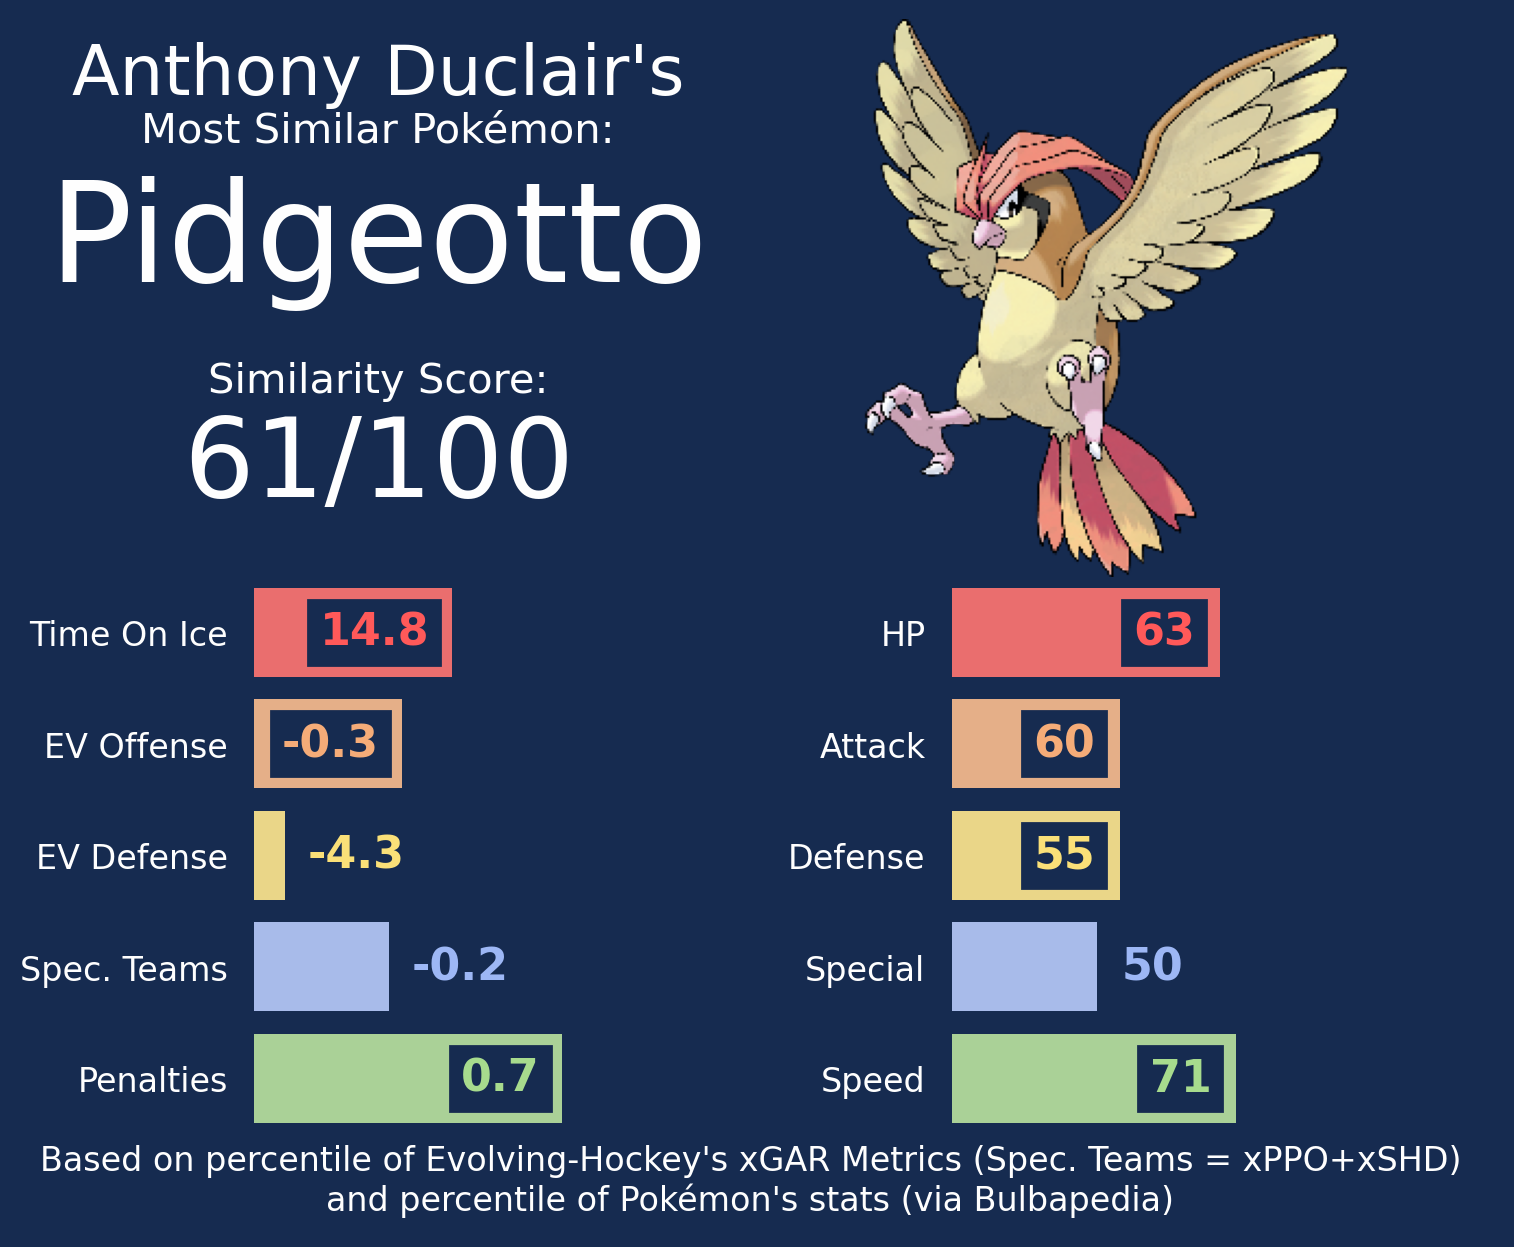 Anthony Duclair's
Most Similar Pokémon:
Pidgeotto
Similarity Score:
61/100
Time On Ice 14.8
EV Offense -0.3
EV Defense -4.3
Spec. Teams -0.2
Penalties 0.7
HP 63
Attack 60
Defense 55
Special 50
Speed 71
Based on percentile of Evolving-Hockey's xGAR Metrics (Spec. Teams = xPPO+xSHD)
and percentile of Pokémon's stats (via Bulbapedia)